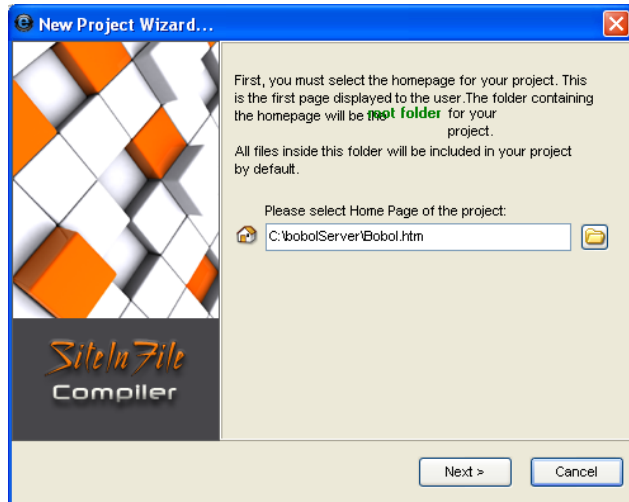 New Project Wizard...
First, you must select the homepage for your project. This
is the first page displayed to the user.The folder containing
the homepage will be the root folder for your
project.
All files inside this folder will be included in your project
by default.
Please select Home Page of the project:
C:\bobolServer\Bobol.htm
SiteInFile
Compiler
Next >
Cancel